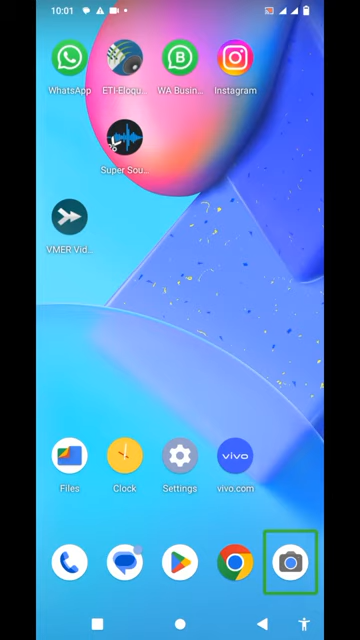 10:01
WhatsApp
ETI-Eloqu...
WA Busin...
Instagram
Super Sou...
VMER Vid...
Files
Clock
Settings
vivo
vivo.com